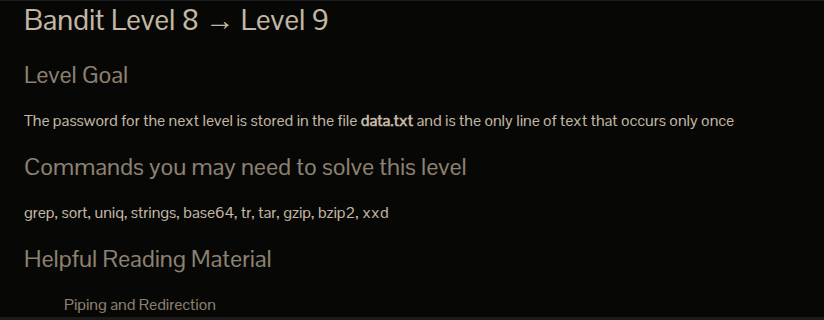 Bandit Level 8 → Level 9
Level Goal
The password for the next level is stored in the file data.txt and is the only line of text that occurs only once
Commands you may need to solve this level
grep, sort, uniq, strings, base64, tr, tar, gzip, bzip2, xxd
Helpful Reading Material
Piping and Redirection